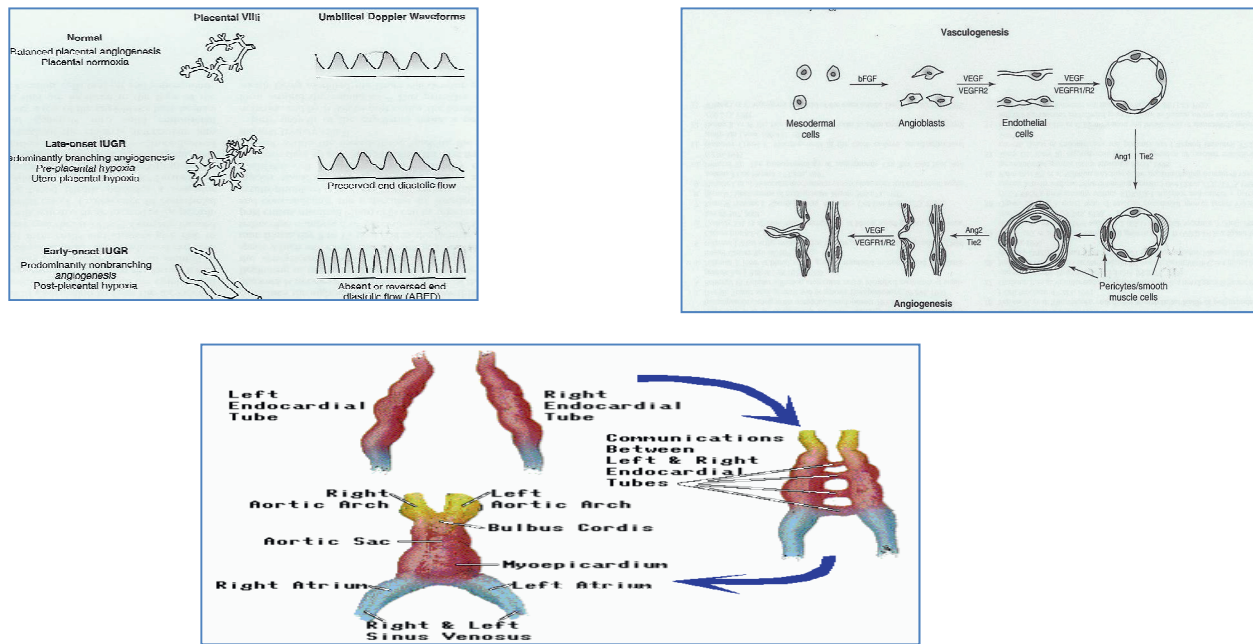 Placental Villi
Umbilical Doppler Waveforms
Normal
Balanced placental angiogenesis
Placental normoxia
Late-onset IUGR
dominantly branching angiogenesis
Pre-placental hypoxia
Utero placental hypoxia
Preserved end diastolic flow
Early-onset IUGR
Predominantly nonbranching
angiogenesis
Post-placental hypoxia
Absent or reversed end
diastolic flow (ABED)
Vasculogenesis
bFGF
VEGF
VEGFR2
VEGF
VEGFR1/R2
Mesodermal
cells
Angioblasts
Endothelial
cells
Ang1
Tie2
VEGF
VEGFR1/R2
Ang2
Tie2
Pericytes/smooth
muscle cells
Angiogenesis
Left
Endocardial
Tube
Right
Endocardial
Tube
Communications
Between
Left & Right
Endocardial
Tubes
Right
Aortic Arch
Left
Aortic Arch
Bulbus Cordis
Aortic Sac
Myoepicardium
Right Atrium
Left Atrium
Right & Left
Sinus Venosus